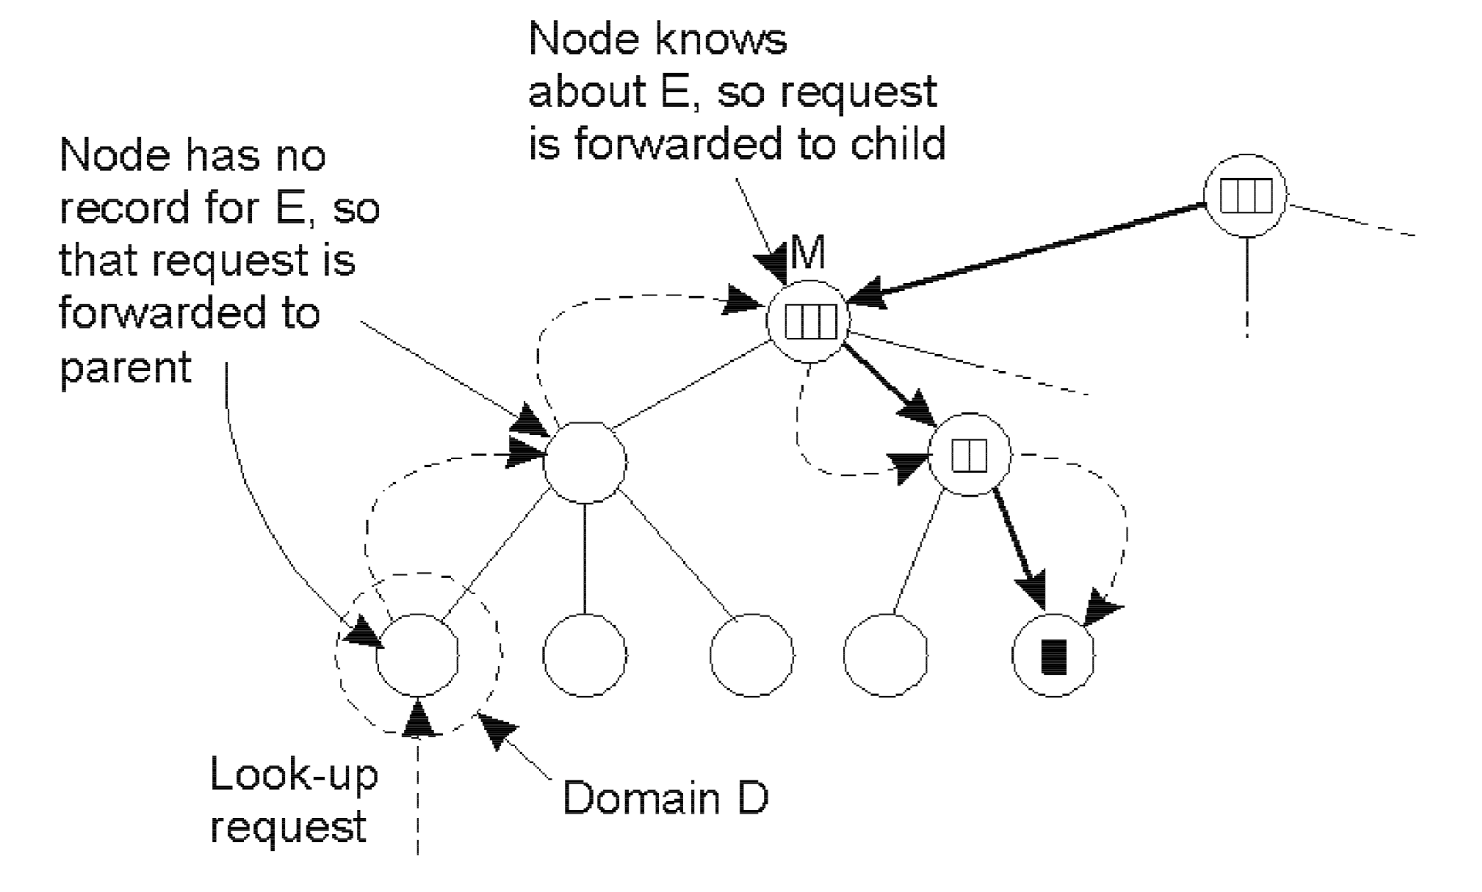 Node knows
about E, so request
is forwarded to child
Node has no
record for E, so
that request is
forwarded to
parent
M
Look-up
request
Domain D